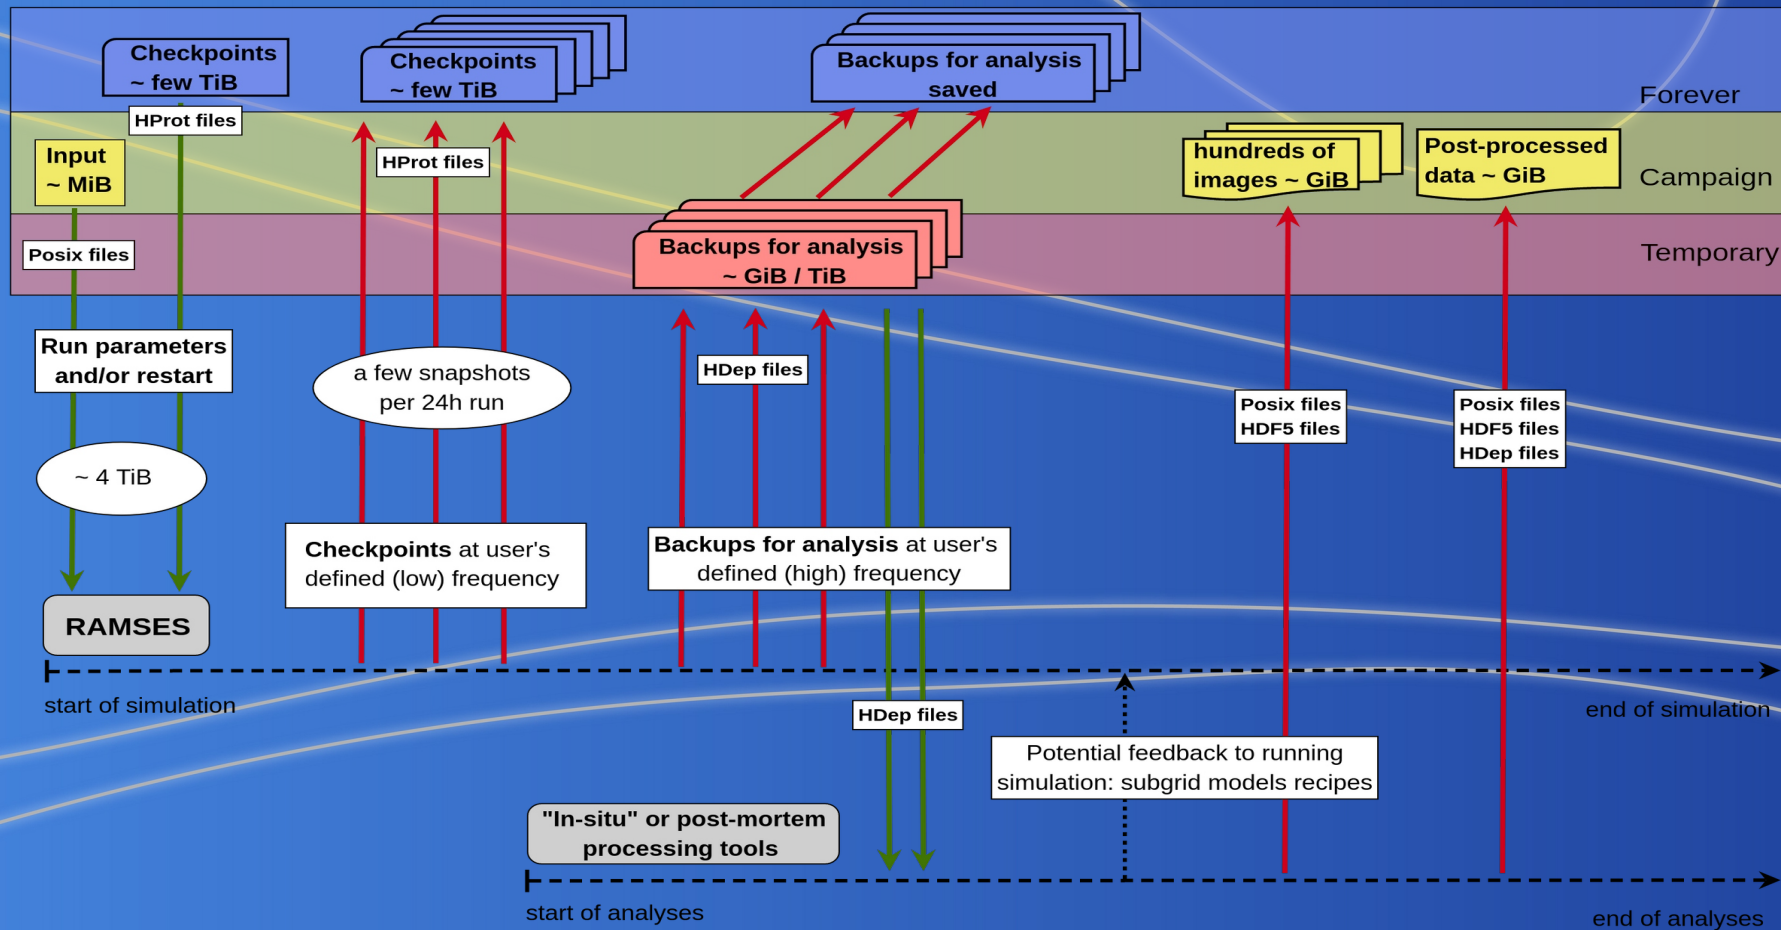 Checkpoints
~ few TiB
Checkpoints
~ few TiB
Backups for analysis
saved
Forever
HProt files
Input
~ MiB
HProt files
hundreds of
images ~ GiB
Post-processed
data ~ GiB
Campaign
Posix files
Backups for analysis
~ GiB / TiB
Temporary
Run parameters
and/or restart
a few snapshots
per 24h run
HDep files
Posix files
HDF5 files
Posix files
HDF5 files
HDep files
~ 4 TiB
Checkpoints at user's
defined (low) frequency
Backups for analysis at user's
defined (high) frequency
RAMSES
start of simulation
end of simulation
HDep files
Potential feedback to running
simulation: subgrid models recipes
"In-situ" or post-mortem
processing tools
start of analyses
end of analyses